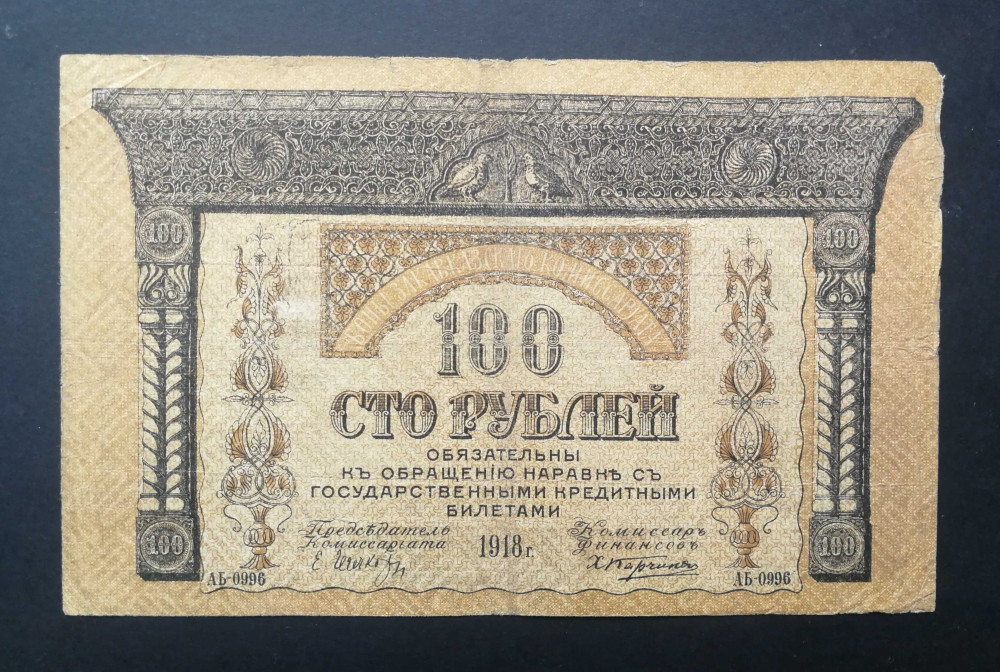 100 100
100
СТО РУБЛЕЙ
ОБЯЗАТЕЛЬНЫ
КЪ ОБРАЩЕНІЮ НАРАВНѢ СЪ
ГОСУДАРСТВЕННЫМИ КРЕДИТНЫМИ
БИЛЕТАМИ
Предсѣдатель
Комиссаріата
1918 г.
Комиссаръ
Финансовъ
100 100 100 100
АБ-0996 АБ-0996